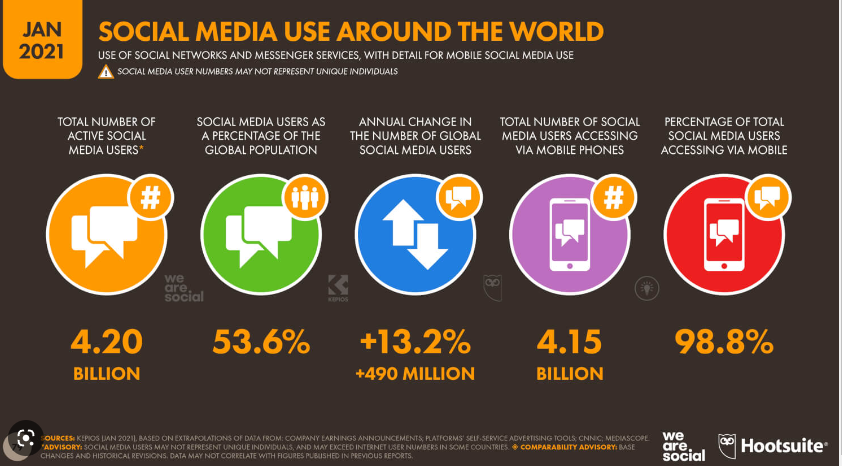 JAN
2021
SOCIAL MEDIA USE AROUND THE WORLD
USE OF SOCIAL NETWORKS AND MESSENGER SERVICES, WITH DETAIL FOR MOBILE SOCIAL MEDIA USE
SOCIAL MEDIA USER NUMBERS MAY NOT REPRESENT UNIQUE INDIVIDUALS
TOTAL NUMBER OF
ACTIVE SOCIAL
MEDIA USERS*
SOCIAL MEDIA USERS AS
A PERCENTAGE OF THE
GLOBAL POPULATION
ANNUAL CHANGE IN
THE NUMBER OF GLOBAL
SOCIAL MEDIA USERS
TOTAL NUMBER OF SOCIAL
MEDIA USERS ACCESSING
VIA MOBILE PHONES
PERCENTAGE OF TOTAL
SOCIAL MEDIA USERS
ACCESSING VIA MOBILE
#
#
we
are
social
KEPIOS
4.20
BILLION
53.6%
+13.2%
+490 MILLION
4.15
BILLION
98.8%
OURCES: KEPIOS (JAN 2021), BASED ON EXTRAPOLATIONS OF DATA FROM: COMPANY EARNINGS ANNOUNCEMENTS; PLATFORMS' SELF-SERVICE ADVERTISING TOOLS; CNNIC; MEDIASCOPE.
*ADVISORY: SOCIAL MEDIA USERS MAY NOT REPRESENT UNIQUE INDIVIDUALS, AND MAY EXCEED INTERNET USER NUMBERS IN SOME COUNTRIES. COMPARABILITY ADVISORY: BASE
CHANGES AND HISTORICAL REVISIONS. DATA MAY NOT CORRELATE WITH FIGURES PUBLISHED IN PREVIOUS REPORTS.
we
are
social
Hootsuite®